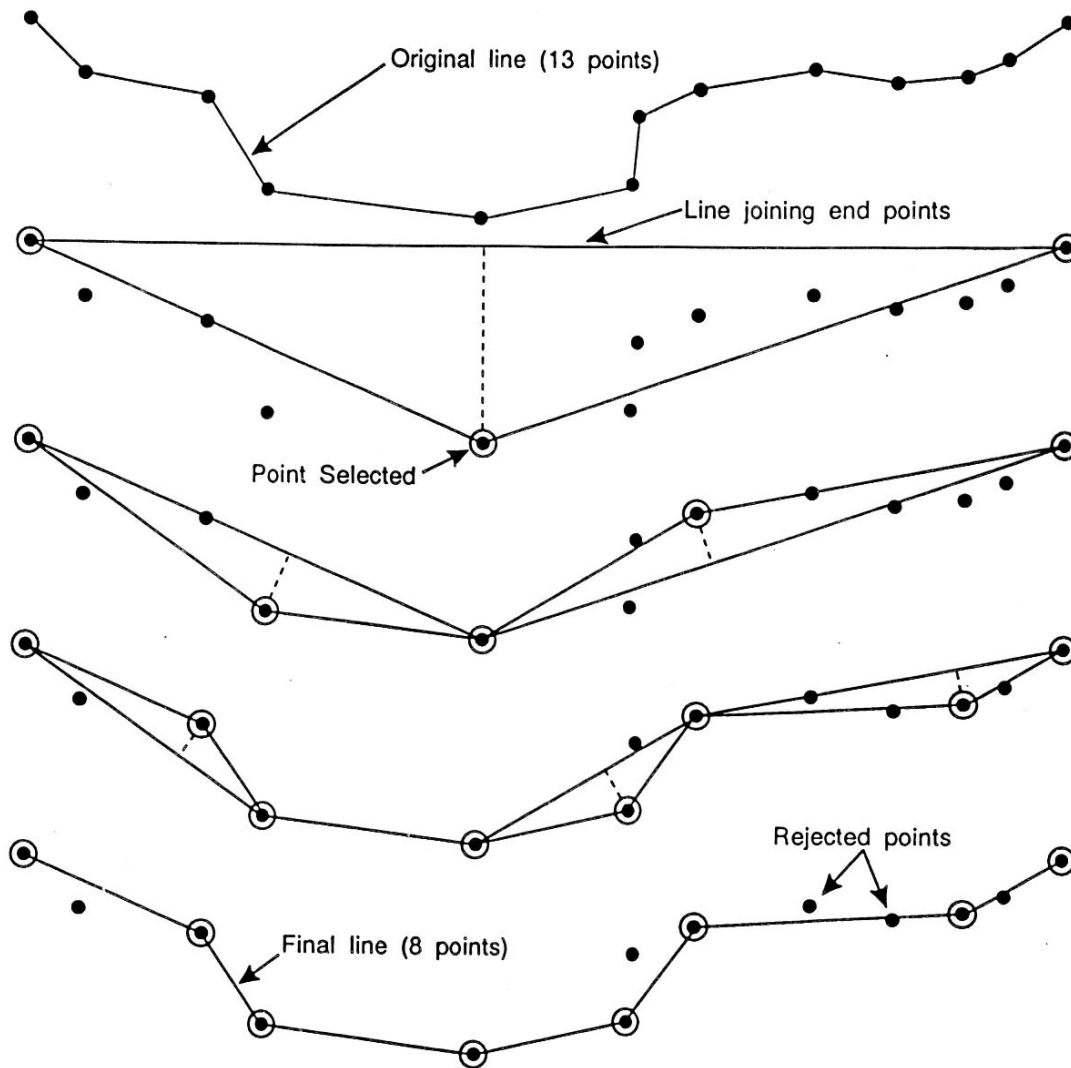 Original line (13 points)
Line joining end points
Point Selected
Rejected points
Final line (8 points)